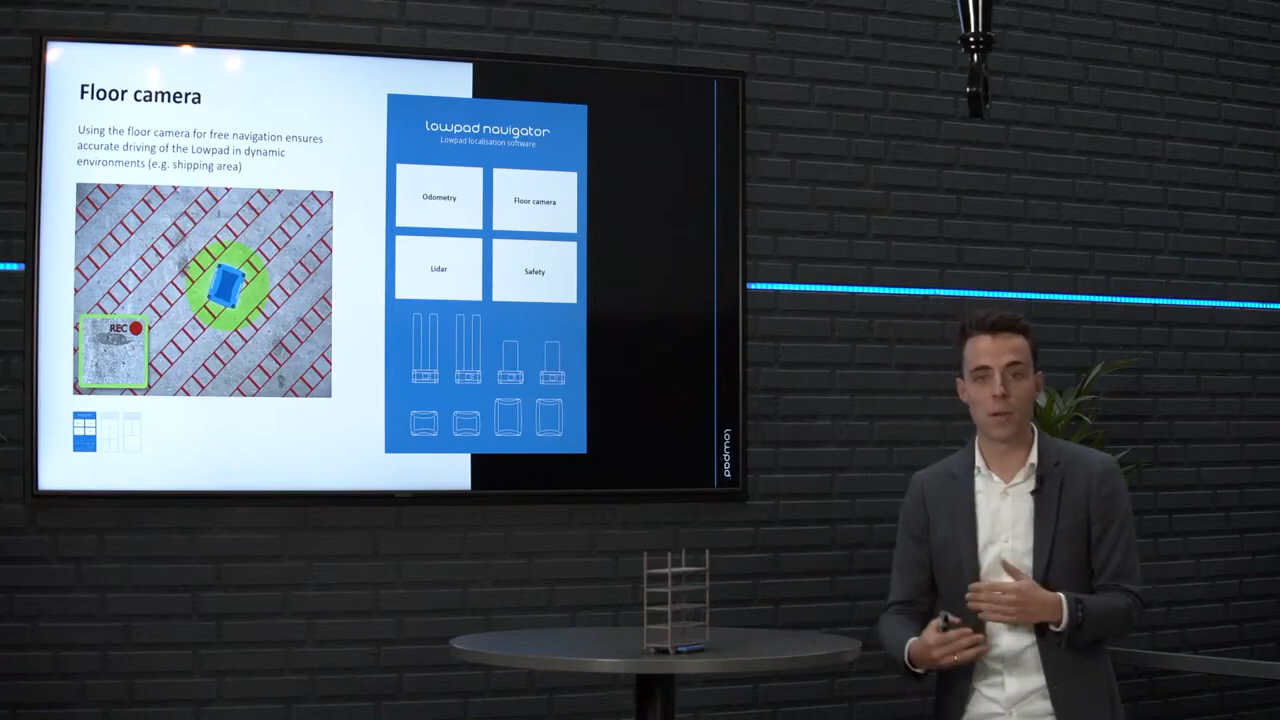 Floor camera
Using the floor camera for free navigation ensures
accurate driving of the Lowpad in dynamic
environments (e.g. shipping area)
REC
lowpad navigator
Lowpad localisation software
Odometry
Floor camera
Lidar
Safety
lowpad